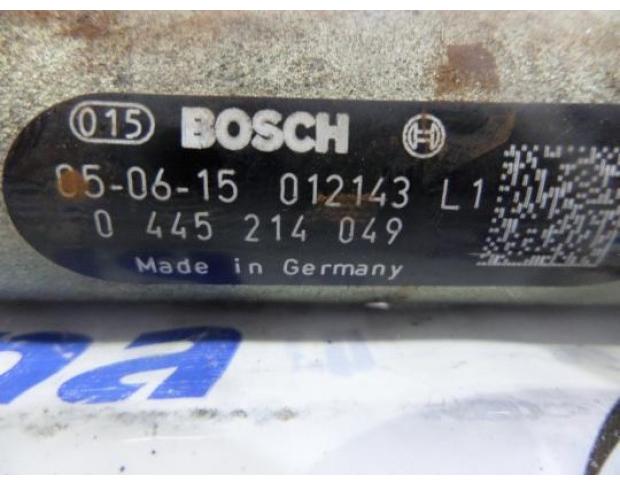 015 BOSCH
05-06-15 012143 L1
0 445 214 049
Made in Germany